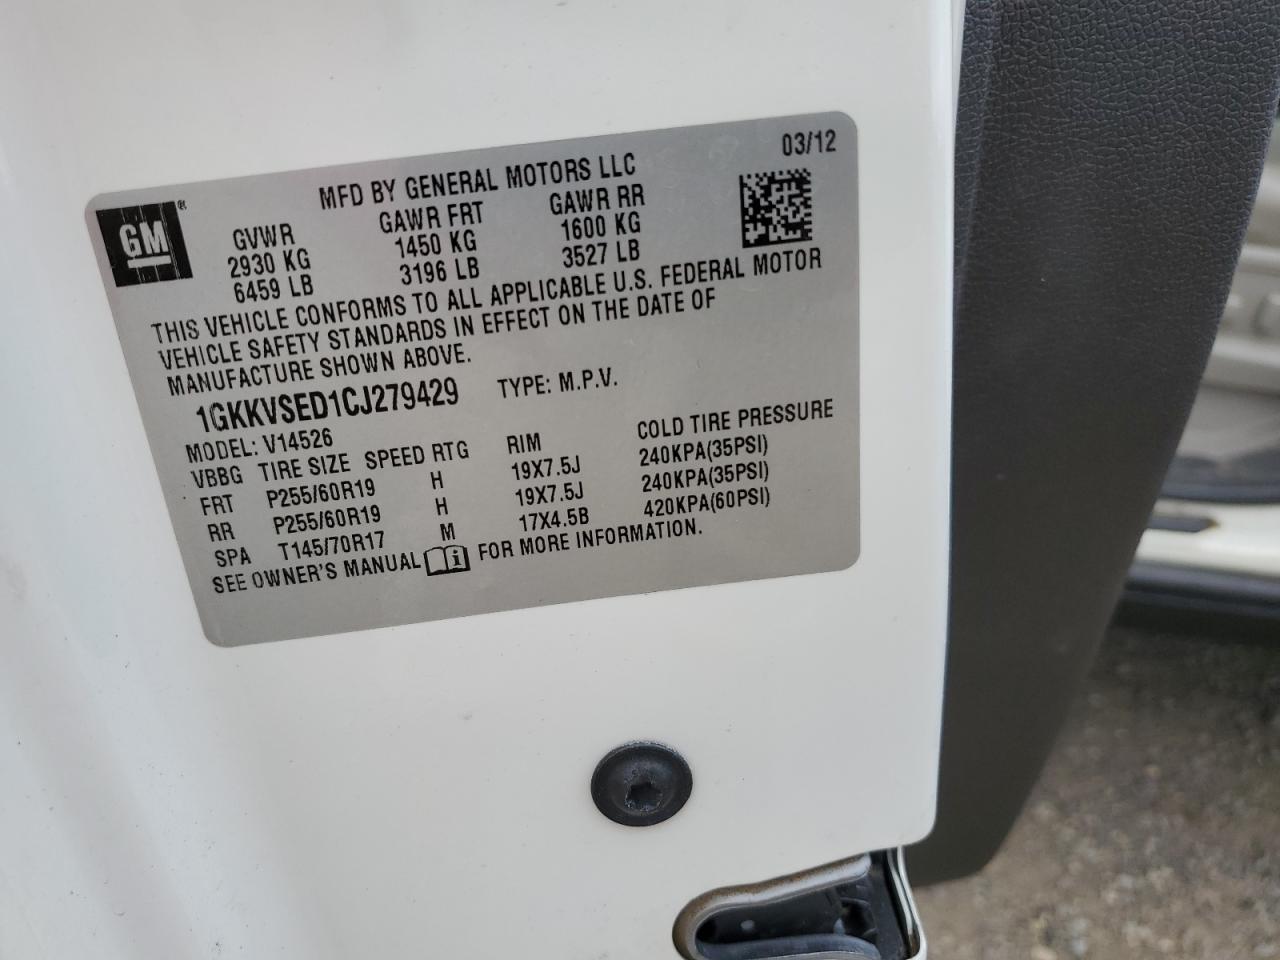 03/12
MFD BY GENERAL MOTORS LLC
GM®
GVWR GAWR FRT GAWR RR
2930 KG 1450 KG 1600 KG
6459 LB 3196 LB 3527 LB
THIS VEHICLE CONFORMS TO ALL APPLICABLE U.S. FEDERAL MOTOR
VEHICLE SAFETY STANDARDS IN EFFECT ON THE DATE OF
MANUFACTURE SHOWN ABOVE.
1GKKVSED1CJ279429 TYPE: M.P.V.
MODEL: V14526
VBBG TIRE SIZE SPEED RTG RIM COLD TIRE PRESSURE
FRT P255/60R19 H 19X7.5J 240KPA(35PSI)
RR P255/60R19 H 19X7.5J 240KPA(35PSI)
SPA T145/70R17 M 17X4.5B 420KPA(60PSI)
SEE OWNER'S MANUAL i FOR MORE INFORMATION.